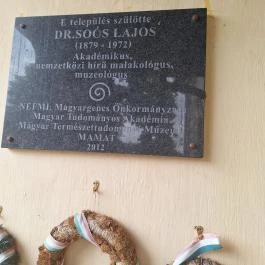 E település szülötte
DR.SOÓS LAJOS
(1879 - 1972)
Akadémikus,
nemzetközi hírű malakológus,
muzeológus
NEFMI, Magyargencs Önkormányzata
Magyar Tudományos Akadémia
Magyar Természettudományi Múzeum
MAMAT
2012